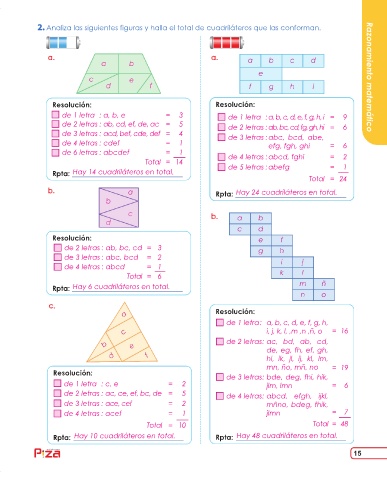 2. Analiza las siguientes figuras y halla el total de cuadriláteros que las conforman.
Razonamiento matemático
a.
a b
c e
d f
Resolución:
de 1 letra : a, b, e = 3
de 2 letras : ab, cd, ef, de, ac = 5
de 3 letras : acd, bef, cde, def = 4
de 4 letras : cdef = 1
de 6 letras : abcdef = 1
Total = 14
Rpta: Hay 14 cuadriláteros en total.
b.
a
b
c
d
Resolución:
de 2 letras : ab, bc, cd = 3
de 3 letras : abc, bcd = 2
de 4 letras : abcd = 1
Total = 6
Rpta: Hay 6 cuadriláteros en total.
c.
a
c
b e
d f
Resolución:
de 1 letra : c, e = 2
de 2 letras : ac, ce, ef, bc, de = 5
de 3 letras : ace, cef = 2
de 4 letras : acef = 1
Total = 10
Rpta: Hay 10 cuadriláteros en total.
a.
a b c d
e
f g h i
Resolución:
de 1 letra : a, b, c, d, e, f, g, h, i = 9
de 2 letras : ab, bc, cd, fg, gh, hi = 6
de 3 letras : abc, bcd, abe,
efg, fgh, ghi = 6
de 4 letras : abcd, fghi = 2
de 5 letras : abefg = 1
Total = 24
Rpta: Hay 24 cuadriláteros en total.
b.
a b
c d
e f
g h
i j
k l
m ñ
n o
Resolución:
de 1 letra: a, b, c, d, e, f, g, h,
i, j, k, l, ,m ,n ,ñ, o = 16
de 2 letras: ac, bd, ab, cd,
de, eg, fh, ef, gh,
hi, ik, jl, ij, kl, lm,
mn, ño, mñ, no = 19
de 3 letras: bde, deg, fhi, hik,
jlm, lmn = 6
de 4 letras: abcd, efgh, ijkl,
mñno, bdeg, fhik,
jlmn = 7
Total = 48
Rpta: Hay 48 cuadriláteros en total.
PIZA
15